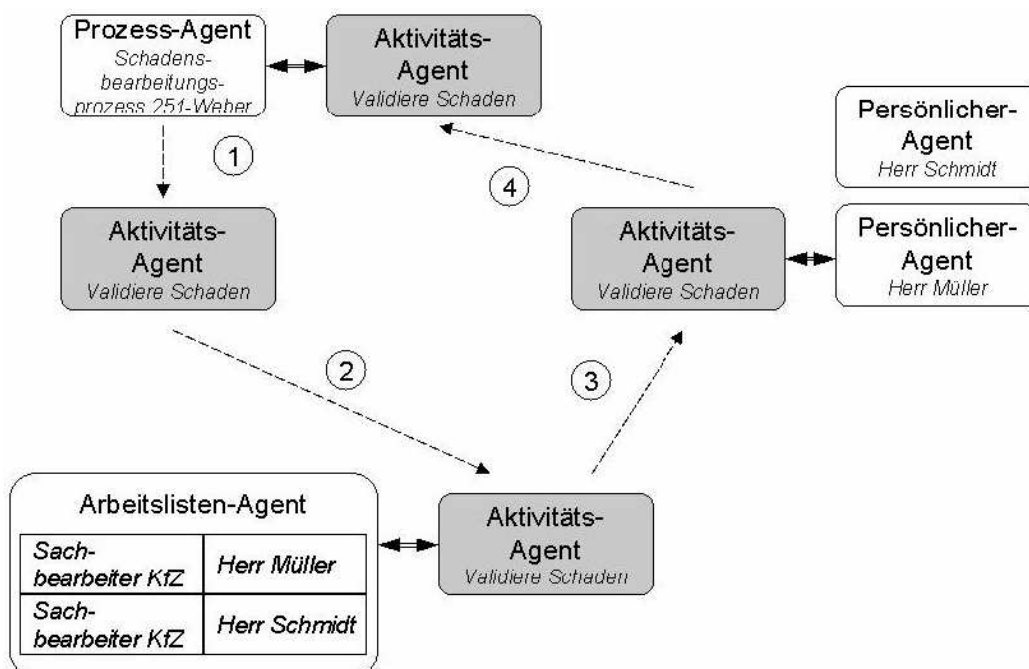 Prozess-Agent
Schadens-
bearbeitungs-
prozess 251-Weber
Aktivitäts-
Agent
Validiere Schaden
Persönlicher-
Agent
Herr Schmidt
1
4
Aktivitäts-
Agent
Validiere Schaden
Aktivitäts-
Agent
Validiere Schaden
Persönlicher-
Agent
Herr Müller
2
3
Arbeitslisten-Agent
Sach-
bearbeiter KfZ
Herr Müller
Sach-
bearbeiter KfZ
Herr Schmidt
Aktivitäts-
Agent
Validiere Schaden